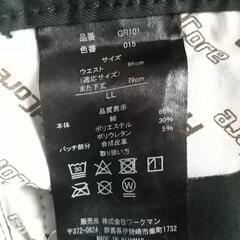 品番 GR101
色番 015
サイズ
ウエスト 86cm
(適応サイズ)
また下丈 79cm
LL
品質表示
本体 綿 65%
ポリエステル 30%
ポリウレタン 5%
パッチ部分 合成皮革
取り扱い方
販売元 株式会社ワークマン
〒372-0824 群馬県伊勢崎市柴町1732